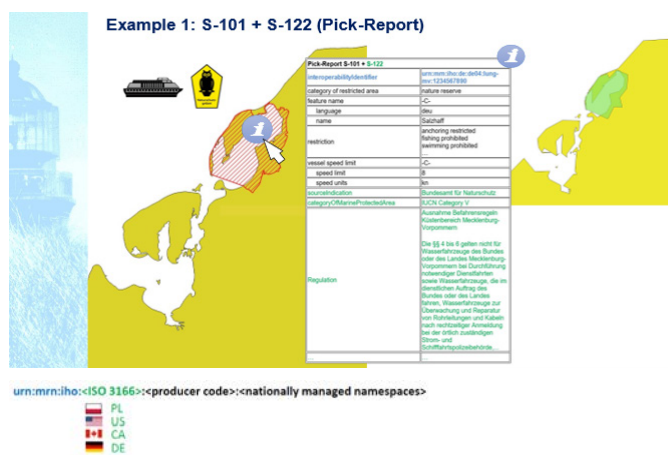 Example 1: S-101 + S-122 (Pick-Report)
Pick-Report S-101 + S-122
interoperabilityIdentifier urn:mrn:iho:de:de04:lung-
mv:1234567890
category of restricted area nature reserve
feature name -C-
language deu
name Salzhaff
restriction anchoring restricted
fishing prohibited
swimming prohibited
...
vessel speed limit -C-
speed limit 8
speed units kn
sourceIndication Bundesamt für Naturschutz
categoryOfMarineProtectedArea IUCN Category V
Regulation
Ausnahme Befahrensregeln
Küstenbereich Mecklenburg-
Vorpommern
Die §§ 4 bis 6 gelten nicht für
Wasserfahrzeuge des Bundes
oder des Landes Mecklenburg-
Vorpommern bei Durchführung
notwendiger Dienstfahrten
sowie Wasserfahrzeuge, die im
dienstlichen Auftrag des
Bundes oder des Landes
fahren, Wasserfahrzeuge zur
Überwachung und Reparatur
von Rohrleitungen und Kabeln
nach rechtzeitiger Anmeldung
bei der örtlich zuständigen
Strom- und
Schifffahrtspolizeibehörde,...
... ...
urn:mrn:iho:<ISO 3166>:<producer code>:<nationally managed namespaces>
PL
US
CA
DE